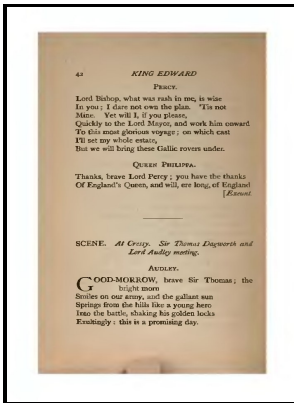 42 KING EDWARD
PERCY.
Lord Bishop, what was rash in me, is wise
In you; I dare not own the plan. 'Tis not
Mine. Yet will I, if you please,
Quickly to the Lord Mayor, and work him onward
To this most glorious voyage; on which cast
I'll set my whole estate,
But we will bring these Gallic rovers under.
QUEEN PHILIPPA.
Thanks, brave Lord Percy; you have the thanks
Of England's Queen, and will, ere long, of England
[Exeunt
SCENE. At Cressy. Sir Thomas Dagworth and
Lord Audley meeting.
AUDLEY.
GOOD-MORROW, brave Sir Thomas; the
bright morn
Smiles on our army, and the gallant sun
Springs from the hills like a young hero
Into the battle, shaking his golden locks
Exultingly: this is a promising day.